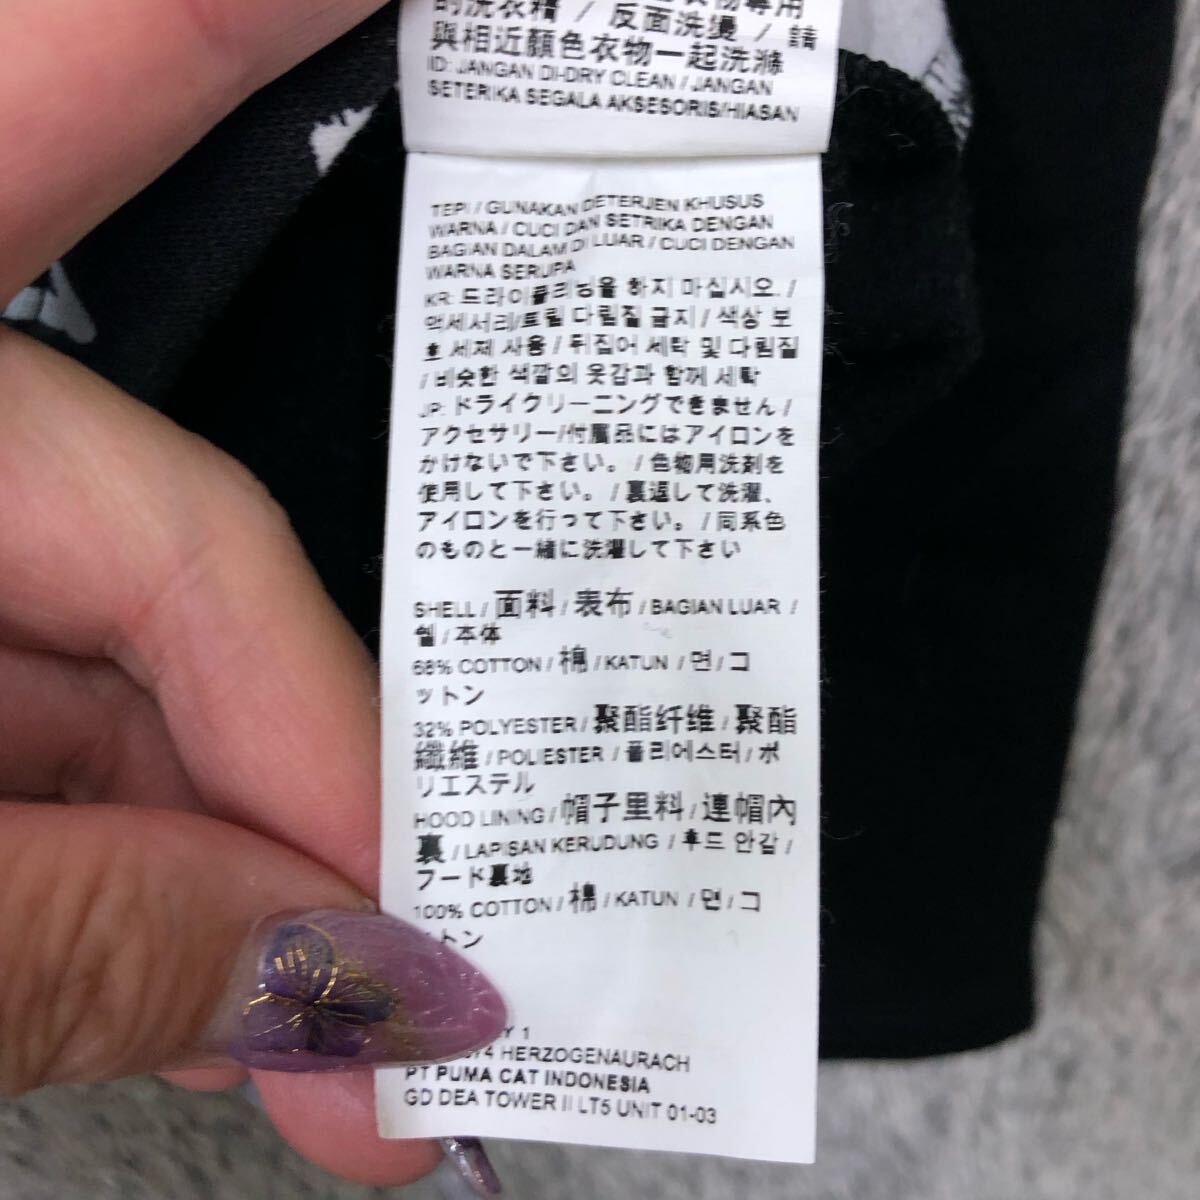 的洗衣槽 / 反面洗燙 / 請
與相近顏色衣物一起洗滌
ID: JANGAN DI-DRY CLEAN / JANGAN
SETERIKA SEGALA AKSESORIS/HIASAN
TEPI / GUNAKAN DETERJEN KHUSUS
WARNA / CUCI DAN SETRIKA DENGAN
BAGIAN DALAM DI LUAR / CUCI DENGAN
WARNA SERUPA
KR: 드라이클리닝을 하지 마십시오. /
악세서리/트림 다림질 금지 / 색상 보
호 세제 사용 / 뒤집어 세탁 및 다림질
/ 비슷한 색깔의 옷감과 함께 세탁
JP: ドライクリーニングできません /
アクセサリー/付属品にはアイロンを
かけないで下さい。 / 色物用洗剤を
使用して下さい。 / 裏返して洗濯、
アイロンを行って下さい。 / 同系色
のものと一緒に洗濯して下さい
SHELL / 面料 / 表布 / BAGIAN LUAR /
쉘 / 本体
68% COTTON / 棉 / KATUN / 면 / コ
ットン
32% POLYESTER / 聚酯纤维 / 聚酯
纖維 / POLIESTER / 폴리에스터 / ポ
リエステル
HOOD LINING / 帽子里料 / 連帽內
裏 / LAPISAN KERUDUNG / 후드 안감 /
フード裏地
100% COTTON / 棉 / KATUN / 면 / コ
トン
Y 1
74 HERZOGENAURACH
PT PUMA CAT INDONESIA
GD DEA TOWER II LT5 UNIT 01-03